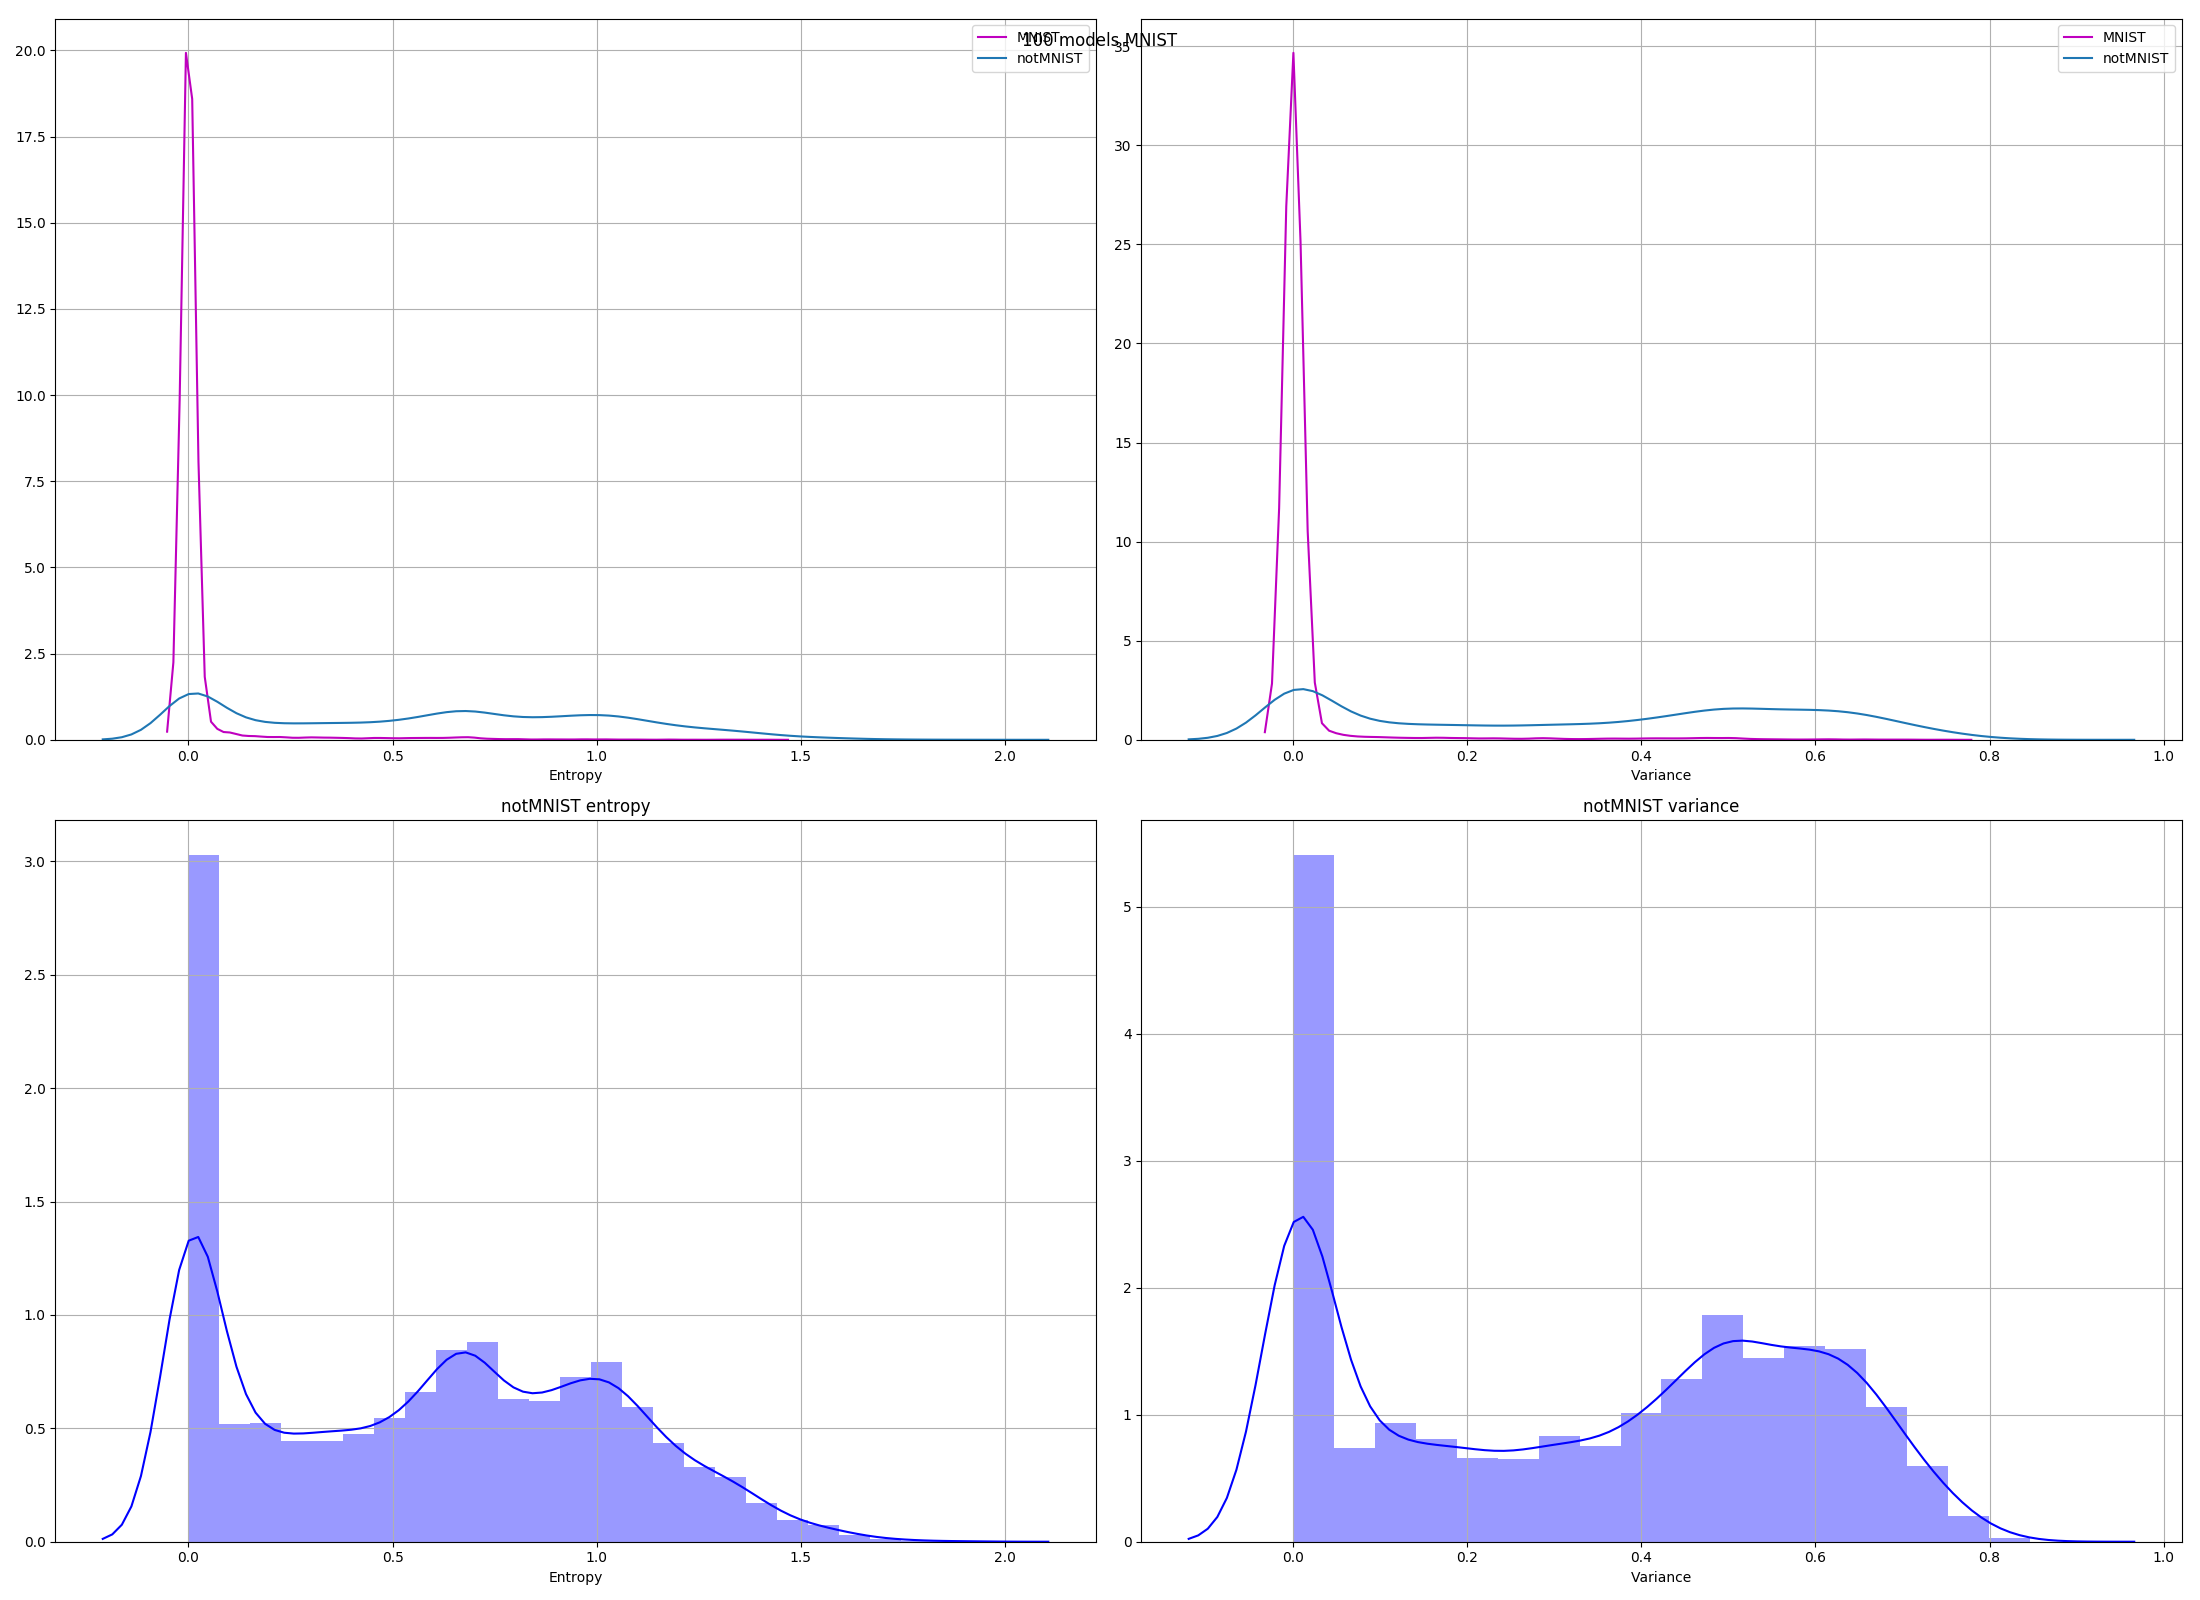 100 models MNIST
MNIST
notMNIST
20.0
17.5
15.0
12.5
10.0
7.5
5.0
2.5
0.0
0.0 0.5 1.0 1.5 2.0
Entropy
MNIST
notMNIST
35
30
25
20
15
10
5
0
0.0 0.2 0.4 0.6 0.8 1.0
Variance
notMNIST entropy
3.0
2.5
2.0
1.5
1.0
0.5
0.0
0.0 0.5 1.0 1.5 2.0
Entropy
notMNIST variance
5
4
3
2
1
0
0.0 0.2 0.4 0.6 0.8 1.0
Variance